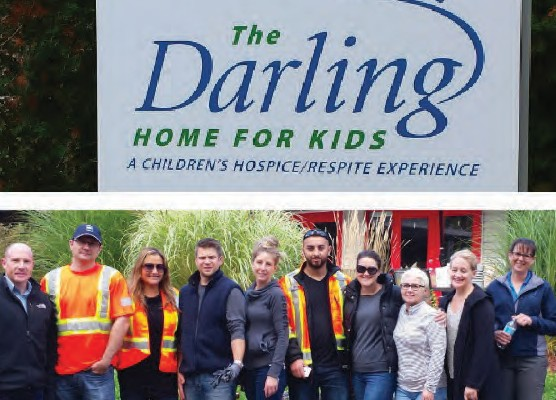 The
Darling
HOME FOR KIDS
A CHILDREN'S HOSPICE/RESPITE EXPERIENCE